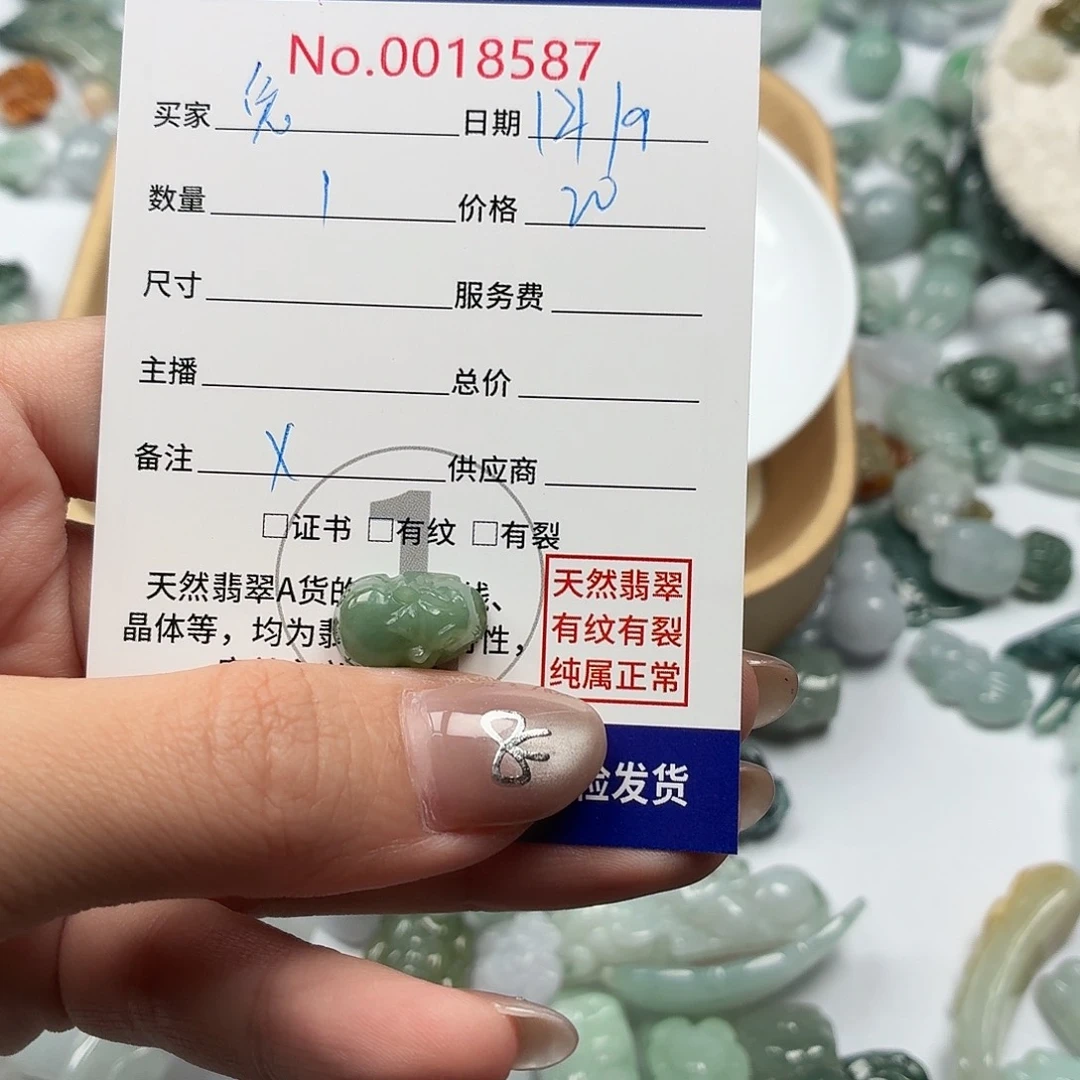 No.0018587
买家 日期
数量 1 价格 20
尺寸 服务费
主播 总价
备注 X 供应商
1
□证书 □有纹 □有裂
天然翡翠A货的 线、
晶体等，均为翡 特性，
天然翡翠
有纹有裂
纯属正常
验发货